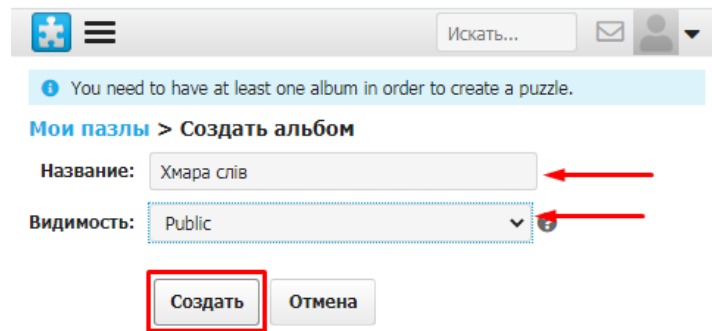 Искать...
You need to have at least one album in order to create a puzzle.
Мои пазлы > Создать альбом
Название: Хмара слів
Видимость: Public
Создать Отмена